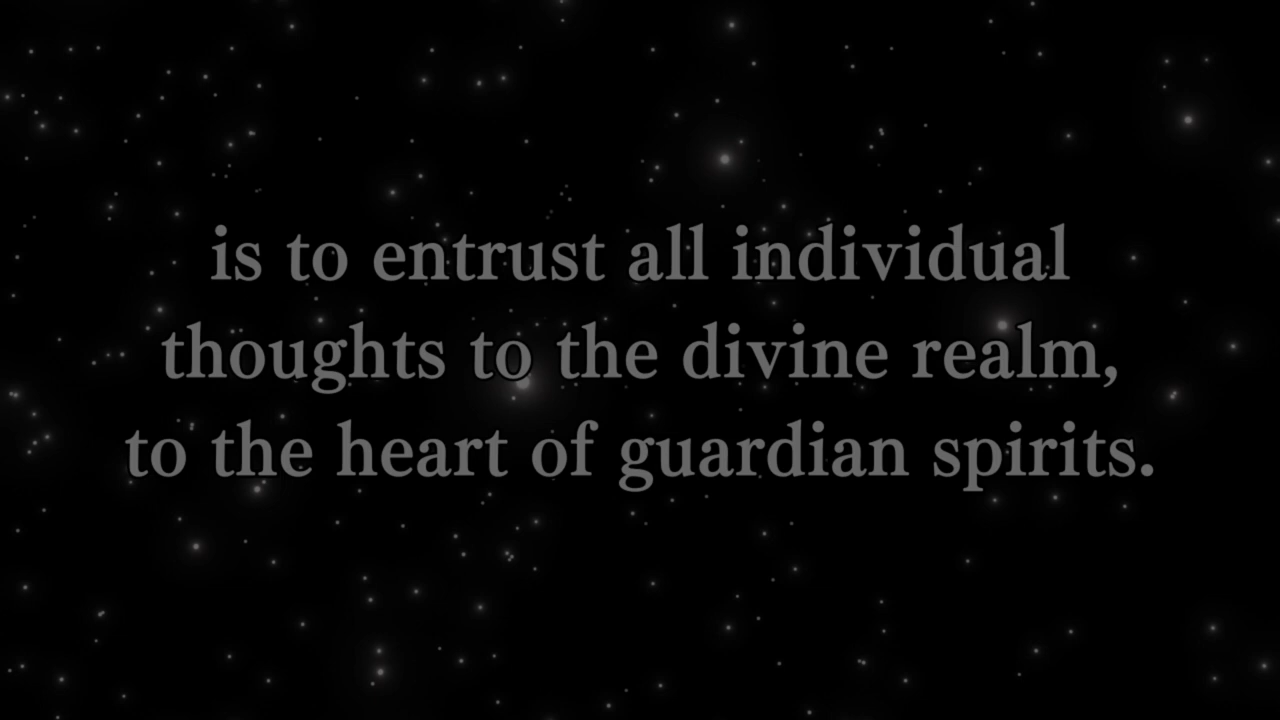 is to entrust all individual
thoughts to the divine realm,
to the heart of guardian spirits.